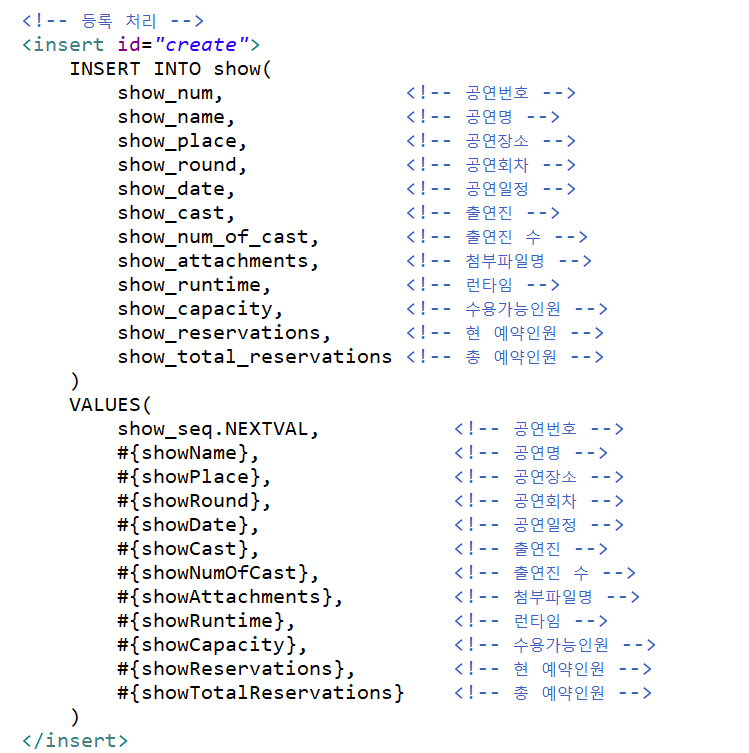 <!-- 등록 처리 -->
<insert id="create">
    INSERT INTO show(
        show_num,                <!-- 공연번호 -->
        show_name,               <!-- 공연명 -->
        show_place,              <!-- 공연장소 -->
        show_round,              <!-- 공연회차 -->
        show_date,               <!-- 공연일정 -->
        show_cast,               <!-- 출연진 -->
        show_num_of_cast,        <!-- 출연진 수 -->
        show_attachments,        <!-- 첨부파일명 -->
        show_runtime,            <!-- 런타임 -->
        show_capacity,           <!-- 수용가능인원 -->
        show_reservations,       <!-- 현 예약인원 -->
        show_total_reservations <!-- 총 예약인원 -->
    )
    VALUES(
        show_seq.NEXTVAL,            <!-- 공연번호 -->
        #{showName},                 <!-- 공연명 -->
        #{showPlace},                <!-- 공연장소 -->
        #{showRound},                <!-- 공연회차 -->
        #{showDate},                 <!-- 공연일정 -->
        #{showCast},                 <!-- 출연진 -->
        #{showNumOfCast},            <!-- 출연진 수 -->
        #{showAttachments},          <!-- 첨부파일명 -->
        #{showRuntime},              <!-- 런타임 -->
        #{showCapacity},             <!-- 수용가능인원 -->
        #{showReservations},         <!-- 현 예약인원 -->
        #{showTotalReservations}     <!-- 총 예약인원 -->
    )
</insert>